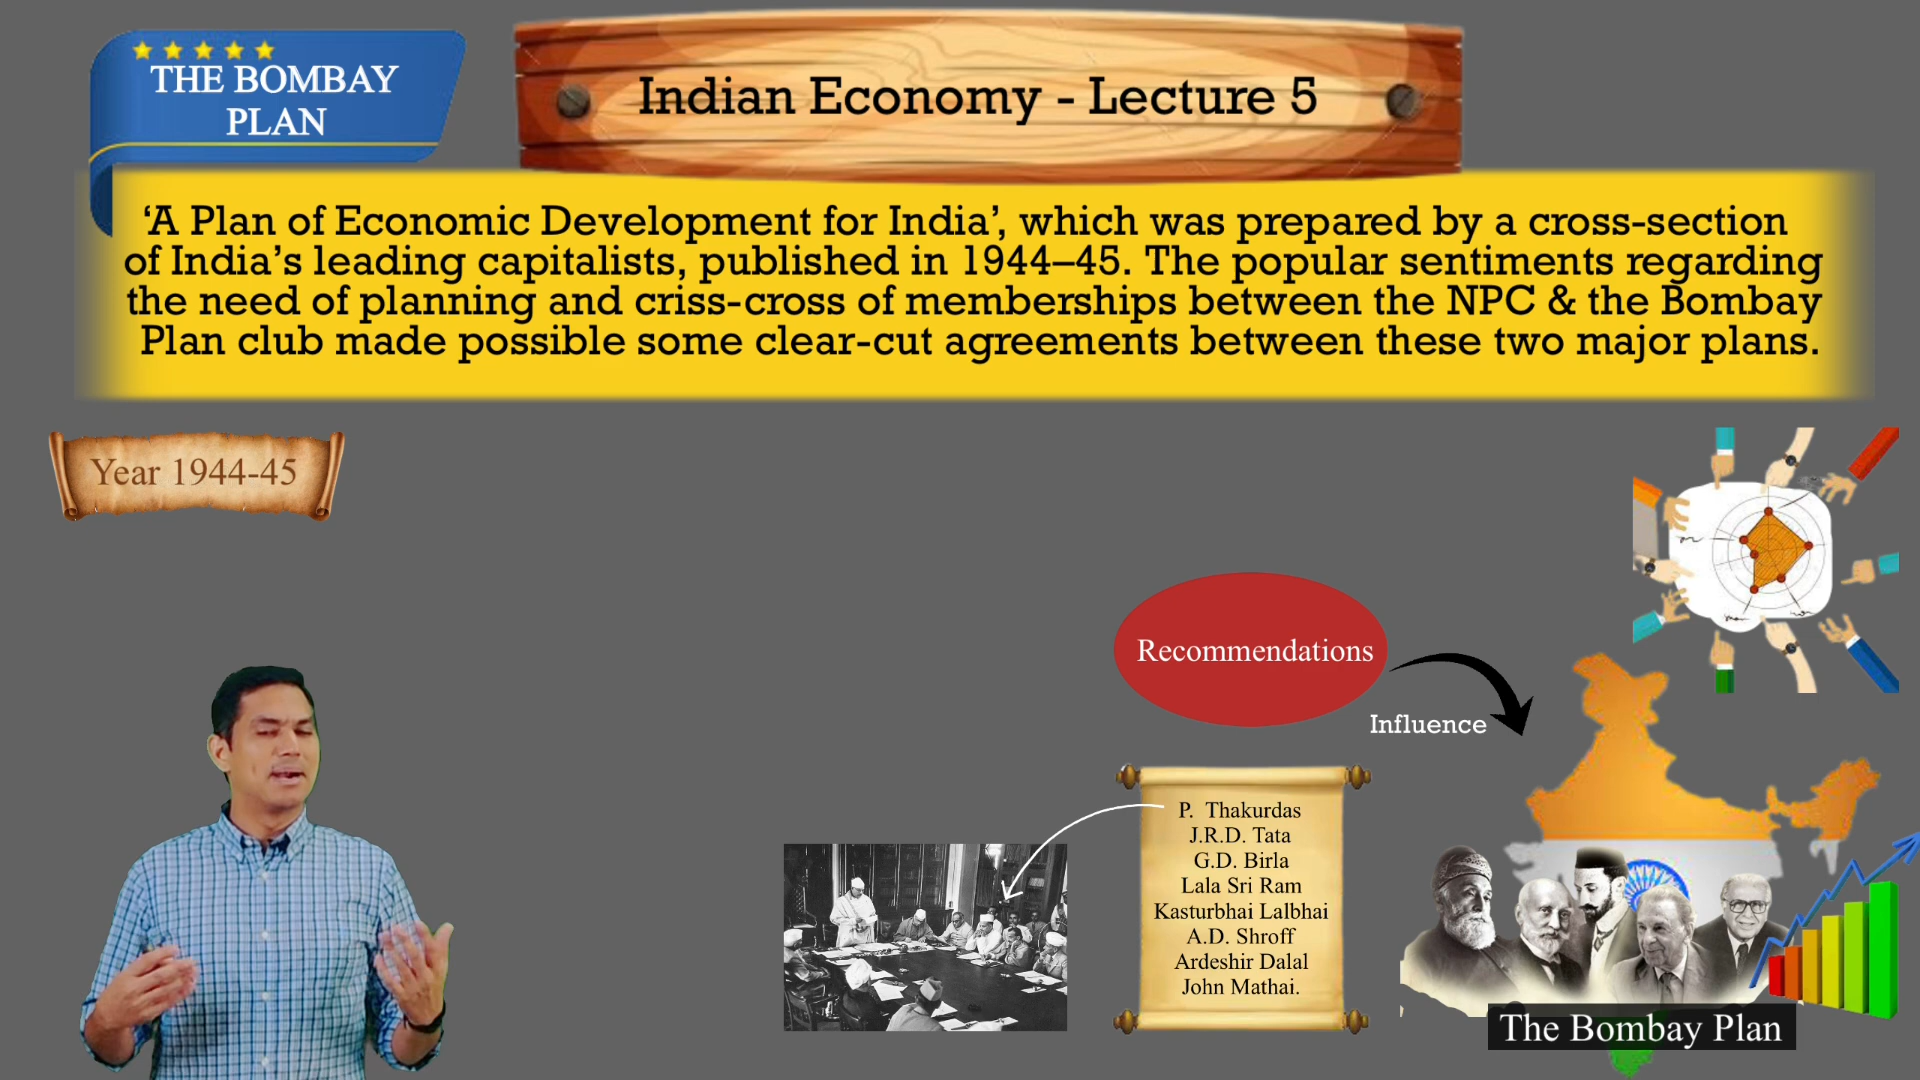 THE BOMBAY
PLAN
Indian Economy - Lecture 5
‘A Plan of Economic Development for India’, which was prepared by a cross-section
of India’s leading capitalists, published in 1944–45. The popular sentiments regarding
the need of planning and criss-cross of memberships between the NPC & the Bombay
Plan club made possible some clear-cut agreements between these two major plans.
Year 1944-45
Recommendations
Influence
P. Thakurdas
J.R.D. Tata
G.D. Birla
Lala Sri Ram
Kasturbhai Lalbhai
A.D. Shroff
Ardeshir Dalal
John Mathai.
The Bombay Plan